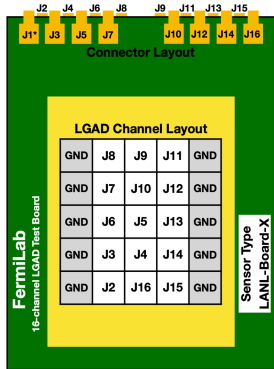 J2 J4 J6 J8 J9 J11 J13 J15
J1* J3 J5 J7 J10 J12 J14 J16
Connector Layout
LGAD Channel Layout
GND J8 J9 J11 GND
GND J7 J10 J12 GND
GND J6 J5 J13 GND
GND J3 J4 J14 GND
GND J2 J16 J15 GND
FermiLab
16-channel LGAD Test Board
Sensor Type
LANL-Board-X